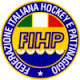 FEDERAZIONE ITALIANA HOCKEY E PATTINAGGIO
FIHP